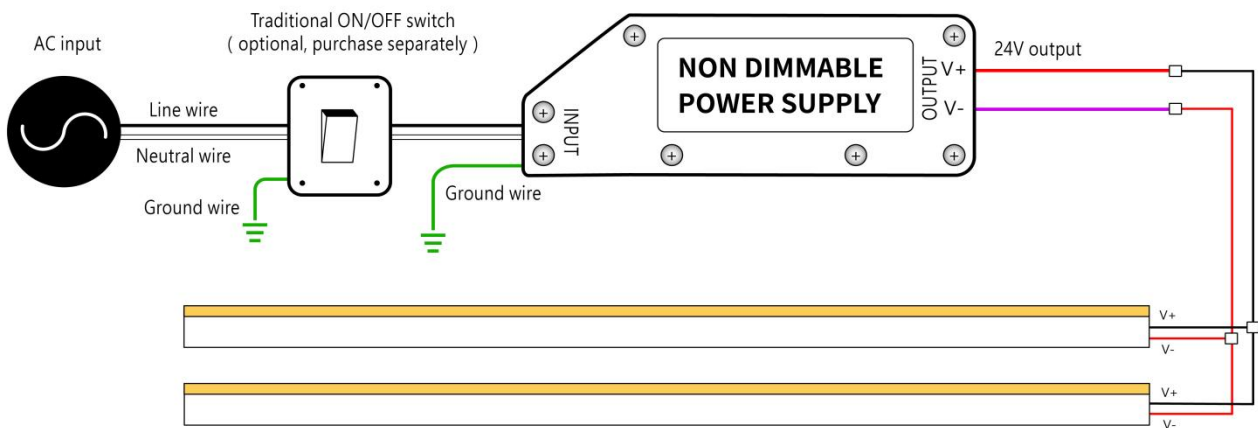 AC input
Traditional ON/OFF switch
( optional, purchase separately )
Line wire
Neutral wire
Ground wire
Ground wire
INPUT
NON DIMMABLE
POWER SUPPLY
OUTPUT
V+
V-
24V output
V+
V-
V+
V-